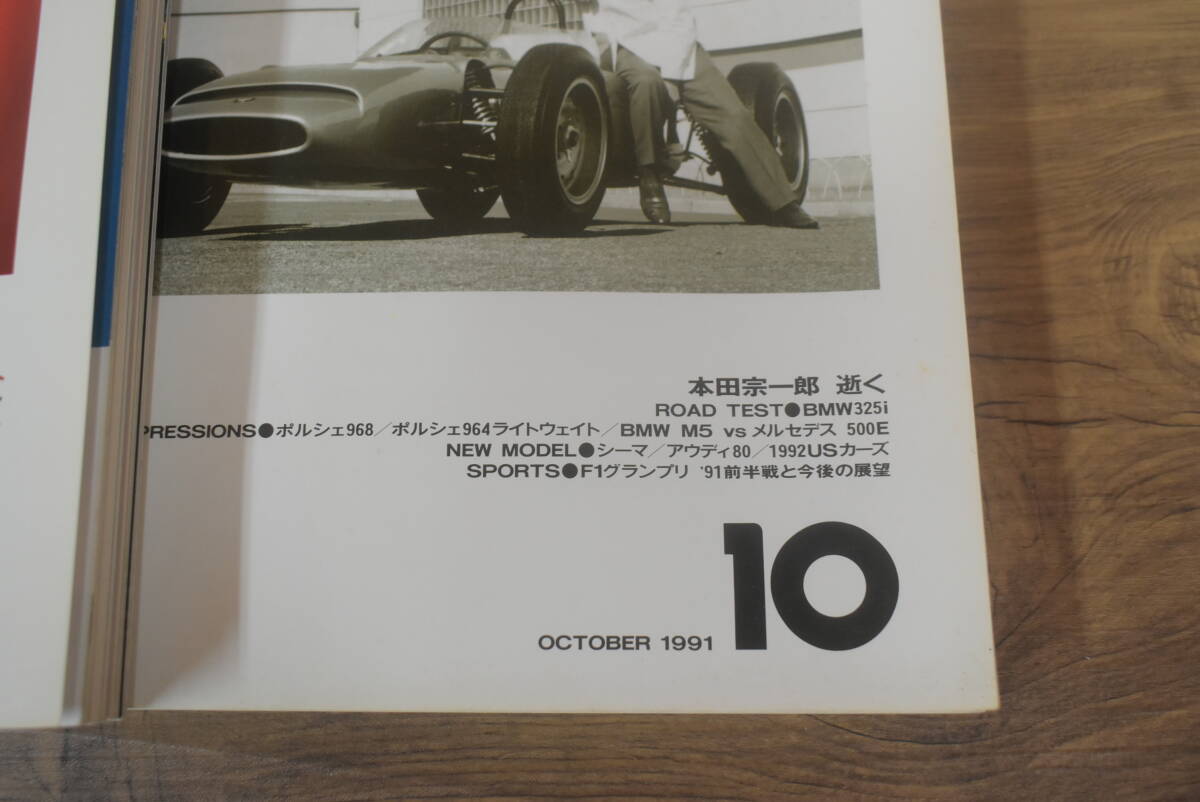 本田宗一郎 逝く
ROAD TEST●BMW325i
PRESSIONS●ポルシェ968/ポルシェ964ライトウェイト/BMW M5 vs メルセデス 500E
NEW MODEL●シーマ/アウディ80/1992USカーズ
SPORTS●F1グランプリ '91前半戦と今後の展望
OCTOBER 1991 10